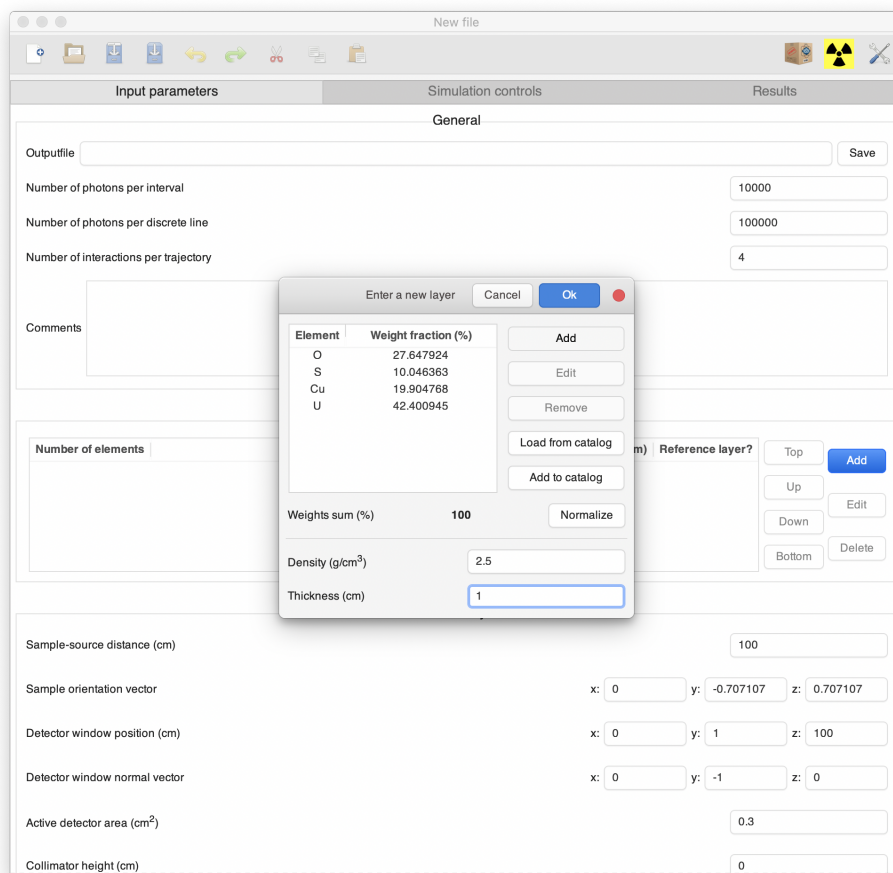 New file
Input parameters Simulation controls Results
General
Outputfile Save
Number of photons per interval 10000
Number of photons per discrete line 100000
Number of interactions per trajectory 4
Comments
Enter a new layer Cancel Ok
Element Weight fraction (%)
O 27.647924
S 10.046363
Cu 19.904768
U 42.400945
Add
Edit
Remove
Load from catalog
Add to catalog
Weights sum (%) 100 Normalize
Density (g/cm3) 2.5
Thickness (cm) 1
Number of elements m) Reference layer?
Top
Up
Down
Bottom
Add
Edit
Delete
Sample-source distance (cm) 100
Sample orientation vector x: 0 y: -0.707107 z: 0.707107
Detector window position (cm) x: 0 y: 1 z: 100
Detector window normal vector x: 0 y: -1 z: 0
Active detector area (cm2) 0.3
Collimator height (cm) 0